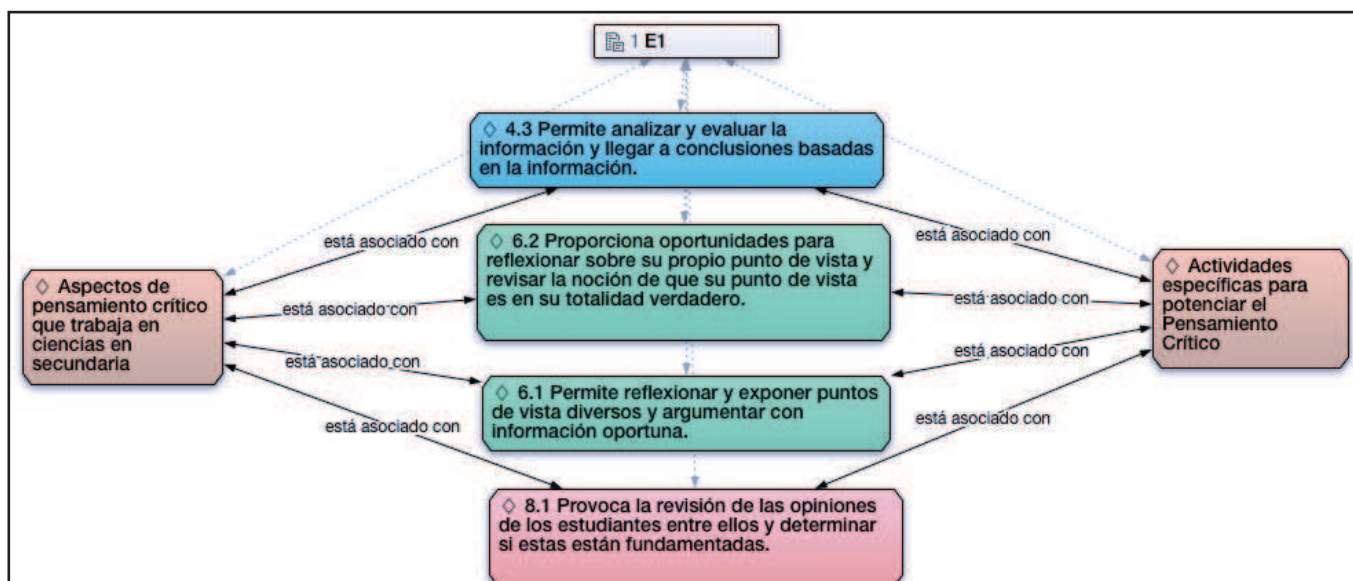 1 E1
◇ 4.3 Permite analizar y evaluar la
información y llegar a conclusiones basadas
en la información.
está asociado con
está asociado con
◇ 6.2 Proporciona oportunidades para
reflexionar sobre su propio punto de vista y
revisar la noción de que su punto de vista
es en su totalidad verdadero.
◇ Aspectos de
pensamiento crítico
que trabaja en
ciencias en
secundaria
◇ Actividades
específicas para
potenciar el
Pensamiento
Crítico
está asociado con
está asociado con
está asociado con
está asociado con
◇ 6.1 Permite reflexionar y exponer puntos
de vista diversos y argumentar con
información oportuna.
está asociado con
está asociado con
◇ 8.1 Provoca la revisión de las opiniones
de los estudiantes entre ellos y determinar
si estas están fundamentadas.